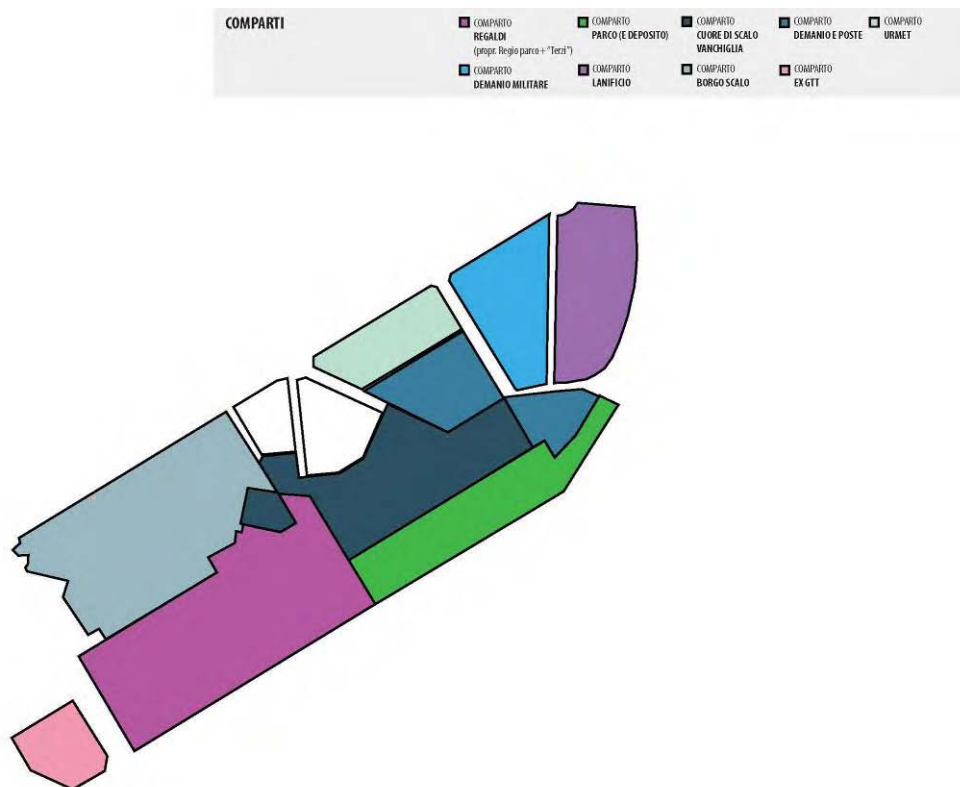 COMPARTI
COMPARTO
REGALDI
(propr. Regio parco + "Terzi")
COMPARTO
PARCO (E DEPOSITO)
COMPARTO
CUORE DI SCALO
VANCHIGLIA
COMPARTO
DEMANIO E POSTE
COMPARTO
URMET
COMPARTO
DEMANIO MILITARE
COMPARTO
LANIFICIO
COMPARTO
BORGO SCALO
COMPARTO
EX GTT